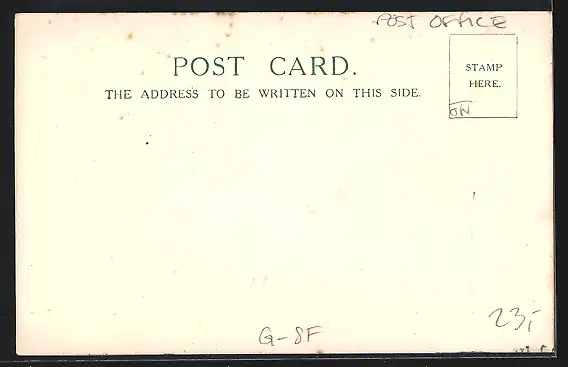 POST OFFICE
POST CARD.
THE ADDRESS TO BE WRITTEN ON THIS SIDE.
STAMP
HERE.
ON
G-8F
23,-